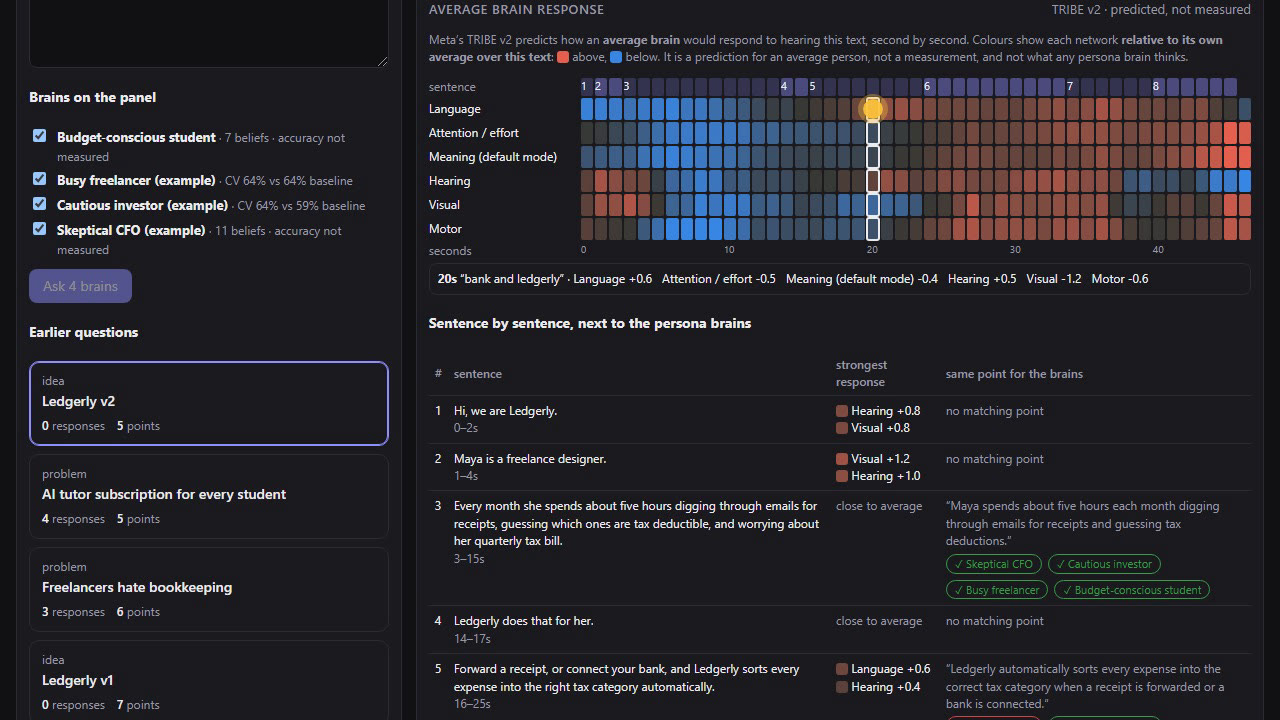 AVERAGE BRAIN RESPONSE
TRIBE v2 · predicted, not measured
Meta's TRIBE v2 predicts how an average brain would respond to hearing this text, second by second. Colours show each network relative to its own
average over this text: above, below. It is a prediction for an average person, not a measurement, and not what any persona brain thinks.
sentence 1 2 3 4 5 6 7 8
Language
Attention / effort
Meaning (default mode)
Hearing
Visual
Motor
seconds 0 10 20 30 40
20s "bank and ledgerly" · Language +0.6 Attention / effort -0.5 Meaning (default mode) -0.4 Hearing +0.5 Visual -1.2 Motor -0.6
Sentence by sentence, next to the persona brains
# sentence strongest response same point for the brains
1 Hi, we are Ledgerly. Hearing +0.8 no matching point
0–2s Visual +0.8
2 Maya is a freelance designer. Visual +1.2 no matching point
1–4s Hearing +1.0
3 Every month she spends about five hours digging through emails for
receipts, guessing which ones are tax deductible, and worrying about
her quarterly tax bill.
3–15s
close to average
"Maya spends about five hours each month digging
through emails for receipts and guessing tax
deductions."
✓ Skeptical CFO ✓ Cautious investor
✓ Busy freelancer ✓ Budget-conscious student
4 Ledgerly does that for her. close to average no matching point
14–17s
5 Forward a receipt, or connect your bank, and Ledgerly sorts every
expense into the right tax category automatically.
16–25s
Language +0.6
Hearing +0.4
"Ledgerly automatically sorts every expense into the
correct tax category when a receipt is forwarded or a
bank is connected."
Brains on the panel
Budget-conscious student · 7 beliefs · accuracy not
measured
Busy freelancer (example) · CV 64% vs 64% baseline
Cautious investor (example) · CV 64% vs 59% baseline
Skeptical CFO (example) · 11 beliefs · accuracy not
measured
Ask 4 brains
Earlier questions
idea
Ledgerly v2
0 responses 5 points
problem
AI tutor subscription for every student
4 responses 5 points
problem
Freelancers hate bookkeeping
3 responses 6 points
idea
Ledgerly v1
0 responses 7 points